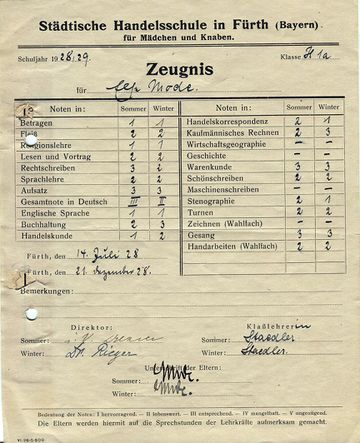 Städtische Handelsschule in Fürth (Bayern)
für Mädchen und Knaben.
Schuljahr 1928/29 Klasse H 1a
Zeugnis
für Mode.
Noten in: Sommer Winter Noten in: Sommer Winter
Betragen 1 1 Handelskorrespondenz 2 1
Fleiß 2 2 Kaufmännisches Rechnen 2 3
Religionslehre 1 1 Wirtschaftsgeographie — —
Lesen und Vortrag 2 2 Geschichte — —
Rechtschreiben 3 2 Warenkunde 3 3
Sprachlehre 2 2 Schönschreiben 2 2
Aufsatz 3 3 Maschinenschreiben — —
Gesamtnote in Deutsch III II Stenographie 2 1
Englische Sprache 1 1 Turnen 2 2
Buchhaltung 2 3 Zeichnen (Wahlfach) — —
Handelskunde 1 2 Gesang 3 3
Handarbeiten (Wahlfach) 2 2
Fürth, den 14. Juli 28
Fürth, den 21. Dezember 28.
Bemerkungen:
Direktor: Klaßlehrerin
Sommer: Sommer: Staedler
Winter: Dr. Rieger Winter: Staedler.
Unterschrift der Eltern:
Sommer:
Winter:
Bedeutung der Noten: I hervorragend. — II lobenswert. — III entsprechend. — IV mangelhaft. — V ungenügend.
Die Eltern werden hiermit auf die Sprechstunden der Lehrkräfte aufmerksam gemacht.